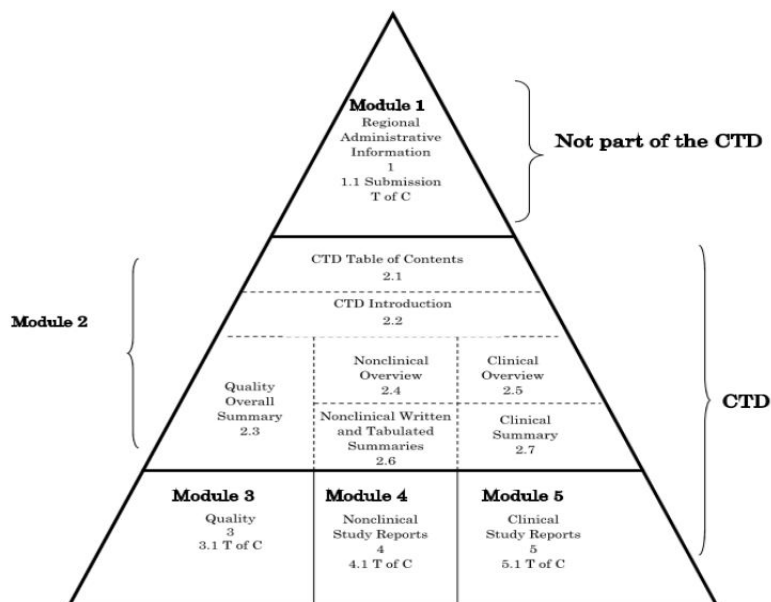 Module 1
Regional
Administrative
Information
1
1.1 Submission
T of C
Not part of the CTD
Module 2
CTD Table of Contents
2.1
CTD Introduction
2.2
Quality
Overall
Summary
2.3
Nonclinical
Overview
2.4
Clinical
Overview
2.5
Nonclinical Written
and Tabulated
Summaries
2.6
Clinical
Summary
2.7
CTD
Module 3
Quality
3
3.1 T of C
Module 4
Nonclinical
Study Reports
4
4.1 T of C
Module 5
Clinical
Study Reports
5
5.1 T of C